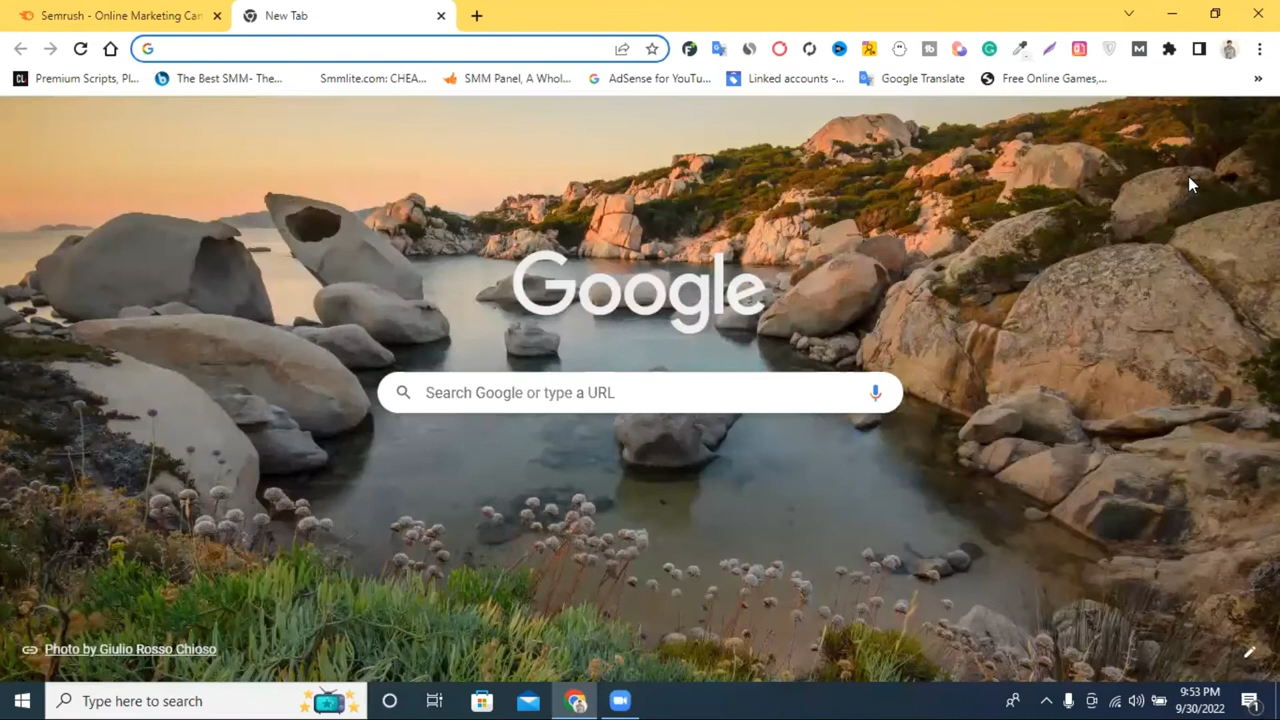 Semrush - Online Marketing Can
New Tab
Premium Scripts, Pl...
The Best SMM- The...
Smmlite.com: CHEA...
SMM Panel, A Whol...
AdSense for YouTu...
Linked accounts -...
Google Translate
Free Online Games,...
Google
Search Google or type a URL
Photo by Giulio Rosso Chioso
Type here to search
9:53 PM
9/30/2022